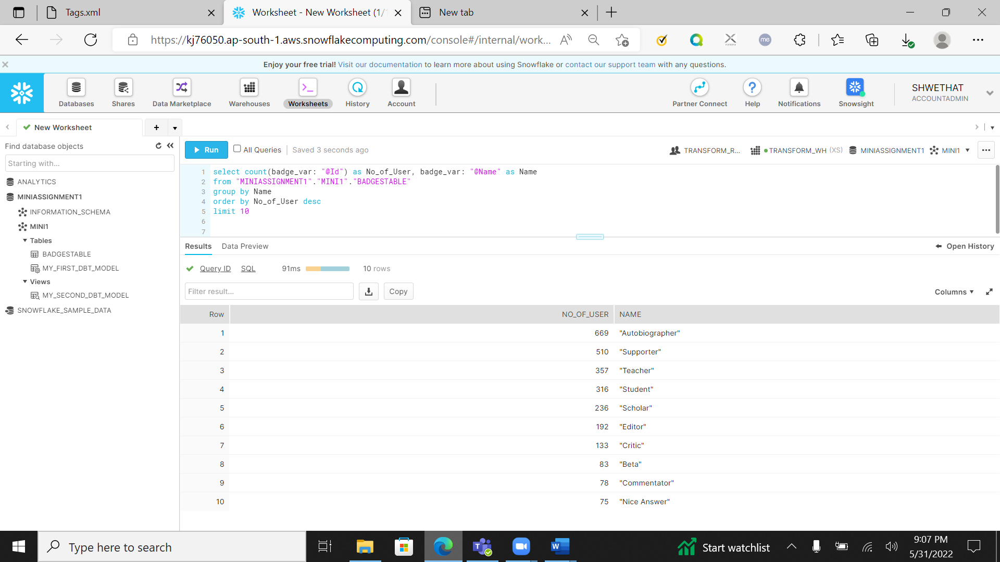 Tags.xml
Worksheet - New Worksheet (1/
New tab
https://kj76050.ap-south-1.aws.snowflakecomputing.com/console#/internal/work...
Enjoy your free trial! Visit our documentation to learn more about using Snowflake or contact our support team with any questions.
Databases
Shares
Data Marketplace
Warehouses
Worksheets
History
Account
Partner Connect
Help
Notifications
Snowsight
SHWETHAT
ACCOUNTADMIN
New Worksheet
Find database objects
Starting with...
ANALYTICS
MINIASSIGNMENT1
INFORMATION_SCHEMA
MINI1
Tables
BADGESTABLE
MY_FIRST_DBT_MODEL
Views
MY_SECOND_DBT_MODEL
SNOWFLAKE_SAMPLE_DATA
Run
All Queries
Saved 3 seconds ago
TRANSFORM_R...
TRANSFORM_WH (XS)
MINIASSIGNMENT1
MINI1
1 select count(badge_var: "@Id") as No_of_User, badge_var: "@Name" as Name
2 from "MINIASSIGNMENT1"."MINI1"."BADGESTABLE"
3 group by Name
4 order by No_of_User desc
5 limit 10
6
7
Results
Data Preview
Open History
Query ID
SQL
91ms
10 rows
Filter result...
Copy
Columns
Row NO_OF_USER NAME
1 669 "Autobiographer"
2 510 "Supporter"
3 357 "Teacher"
4 316 "Student"
5 236 "Scholar"
6 192 "Editor"
7 133 "Critic"
8 83 "Beta"
9 78 "Commentator"
10 75 "Nice Answer"
Type here to search
Start watchlist
9:07 PM
5/31/2022